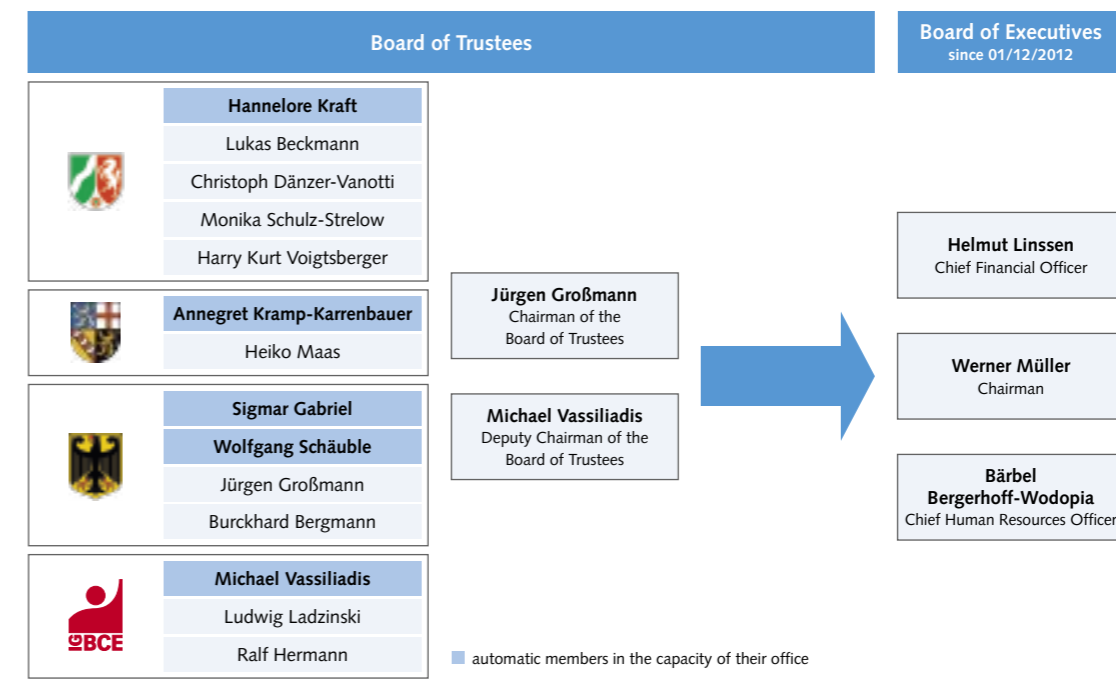 Board of Trustees
Board of Executives
since 01/12/2012
Hannelore Kraft
Lukas Beckmann
Christoph Dänzer-Vanotti
Monika Schulz-Strelow
Harry Kurt Voigtsberger
Annegret Kramp-Karrenbauer
Heiko Maas
Sigmar Gabriel
Wolfgang Schäuble
Jürgen Großmann
Burckhard Bergmann
IGBCE
Michael Vassiliadis
Ludwig Ladzinski
Ralf Hermann
Jürgen Großmann
Chairman of the
Board of Trustees
Michael Vassiliadis
Deputy Chairman of the
Board of Trustees
automatic members in the capacity of their office
Helmut Linssen
Chief Financial Officer
Werner Müller
Chairman
Bärbel
Bergerhoff-Wodopia
Chief Human Resources Officer